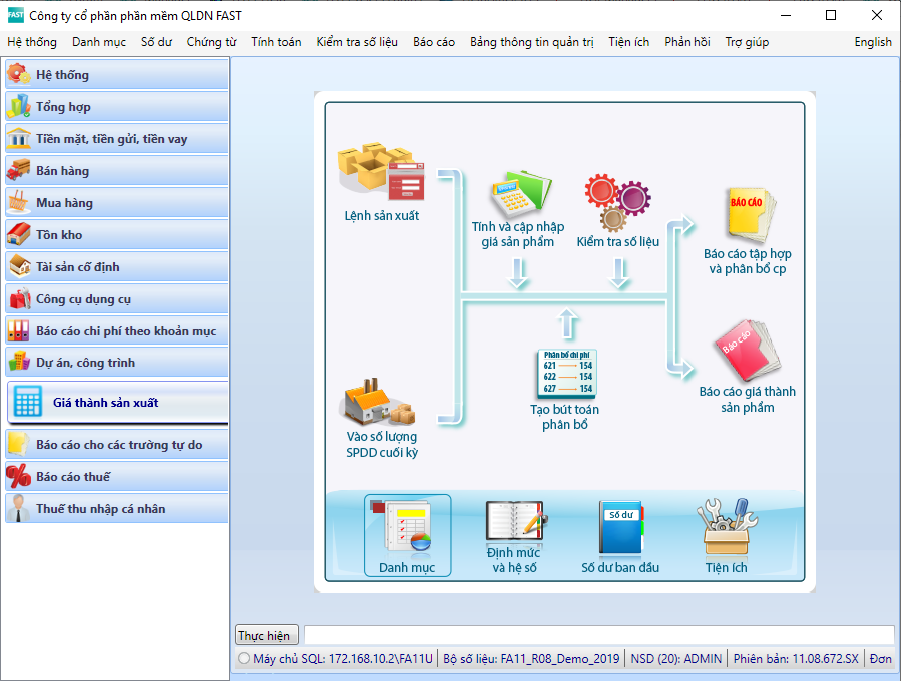 FAST Công ty cổ phần phần mềm QLDN FAST
Hệ thống Danh mục Số dư Chứng từ Tính toán Kiểm tra số liệu Báo cáo Bảng thông tin quản trị Tiện ích Phản hồi Trợ giúp English
Hệ thống
Tổng hợp
Tiền mặt, tiền gửi, tiền vay
Bán hàng
Mua hàng
Tồn kho
Tài sản cố định
Công cụ dụng cụ
Báo cáo chi phí theo khoản mục
Dự án, công trình
Giá thành sản xuất
Báo cáo cho các trường tự do
Báo cáo thuế
Thuế thu nhập cá nhân
Lệnh sản xuất
Tính và cập nhập
giá sản phẩm
Kiểm tra số liệu
BÁO CÁO
Báo cáo tập hợp
và phân bổ cp
Báo cáo
Báo cáo giá thành
sản phẩm
Phân bổ chi phí
621 154
622 154
627 154
Tạo bút toán
phân bổ
Vào số lượng
SPDD cuối kỳ
Danh mục
Định mức
và hệ số
Số dư
Số dư ban đầu
Tiện ích
Thực hiện
Máy chủ SQL: 172.168.10.2\FA11U Bộ số liệu: FA11_R08_Demo_2019 NSD (20): ADMIN Phiên bản: 11.08.672.SX Đơn